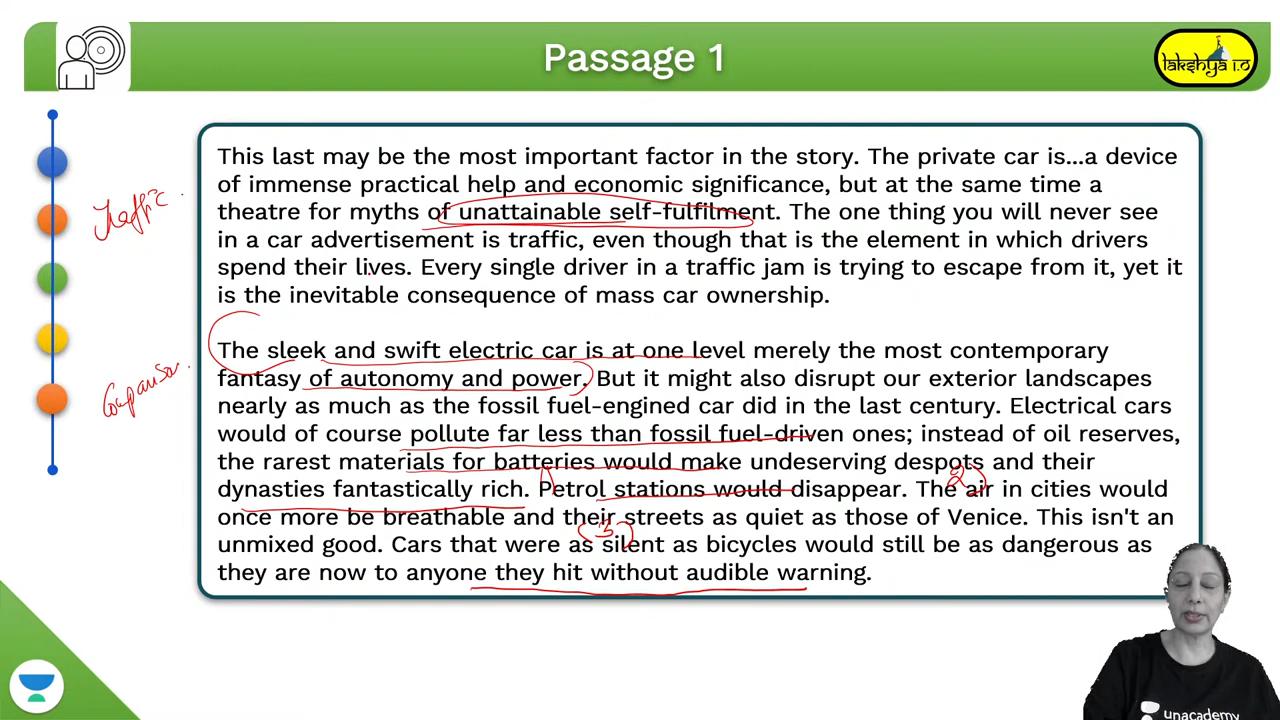 Passage 1
lakshya 1.0
This last may be the most important factor in the story. The private car is...a device
of immense practical help and economic significance, but at the same time a
theatre for myths of unattainable self-fulfilment. The one thing you will never see
in a car advertisement is traffic, even though that is the element in which drivers
spend their lives. Every single driver in a traffic jam is trying to escape from it, yet it
is the inevitable consequence of mass car ownership.
Traffic
The sleek and swift electric car is at one level merely the most contemporary
fantasy of autonomy and power. But it might also disrupt our exterior landscapes
nearly as much as the fossil fuel-engined car did in the last century. Electrical cars
would of course pollute far less than fossil fuel-driven ones; instead of oil reserves,
the rarest materials for batteries would make undeserving despots and their
dynasties fantastically rich. Petrol stations would disappear. The air in cities would
once more be breathable and their streets as quiet as those of Venice. This isn't an
unmixed good. Cars that were as silent as bicycles would still be as dangerous as
they are now to anyone they hit without audible warning.
1
2)
(3)
unacademy